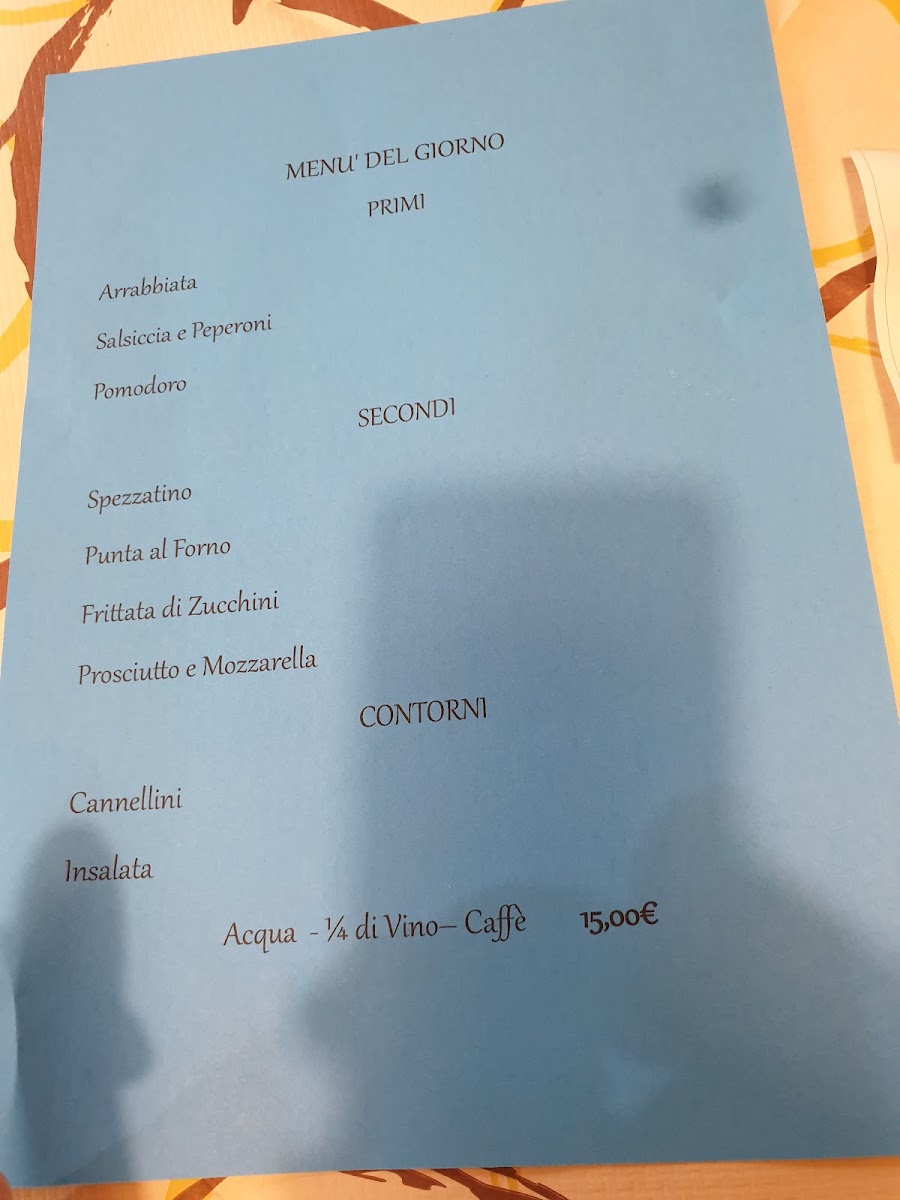 MENU' DEL GIORNO
PRIMI
Arrabbiata
Salsiccia e Peperoni
Pomodoro
SECONDI
Spezzatino
Punta al Forno
Frittata di Zucchini
Prosciutto e Mozzarella
CONTORNI
Cannellini
Insalata
Acqua - ¼ di Vino– Caffè 15,00€